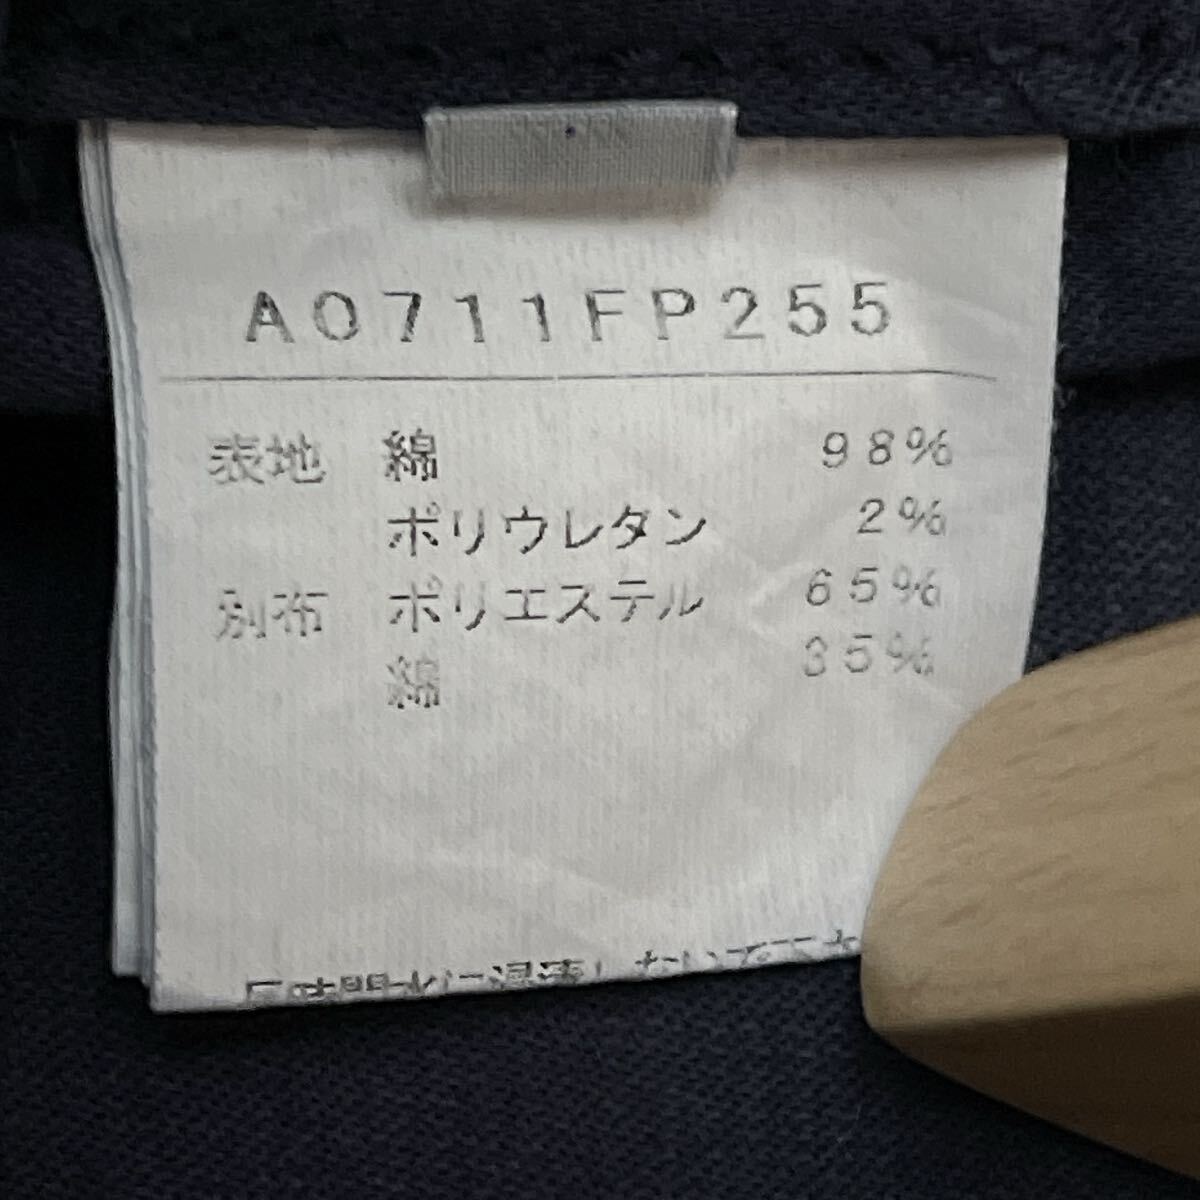 A0711FP255
表地 綿 98%
ポリウレタン 2%
別布 ポリエステル 65%
綿 35%